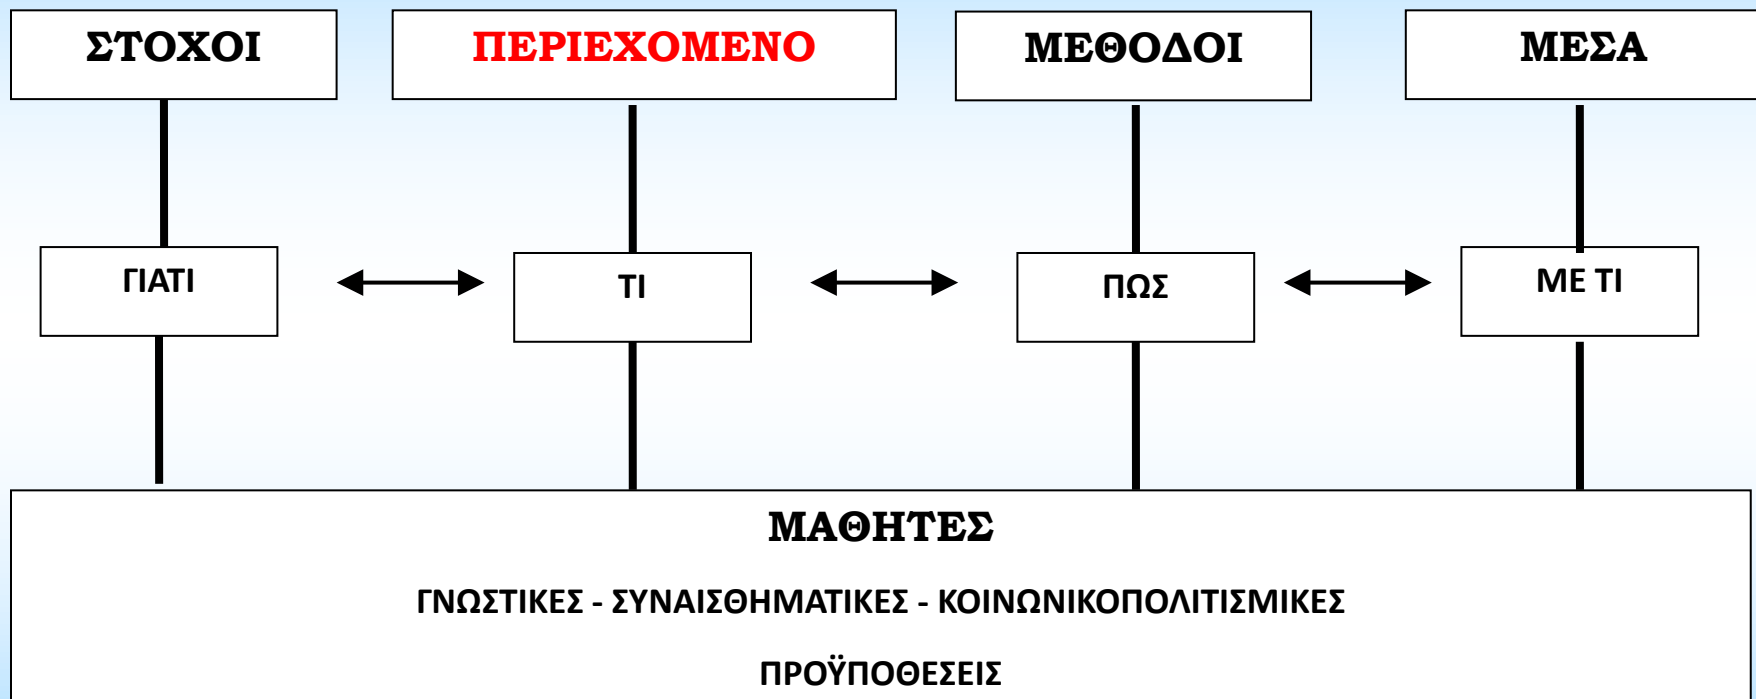 ΣΤΟΧΟΙ
ΠΕΡΙΕΧΟΜΕΝΟ
ΜΕΘΟΔΟΙ
ΜΕΣΑ
ΓΙΑΤΙ
ΤΙ
ΠΩΣ
ΜΕ ΤΙ
ΜΑΘΗΤΕΣ
ΓΝΩΣΤΙΚΕΣ - ΣΥΝΑΙΣΘΗΜΑΤΙΚΕΣ - ΚΟΙΝΩΝΙΚΟΠΟΛΙΤΙΣΜΙΚΕΣ
ΠΡΟΫΠΟΘΕΣΕΙΣ